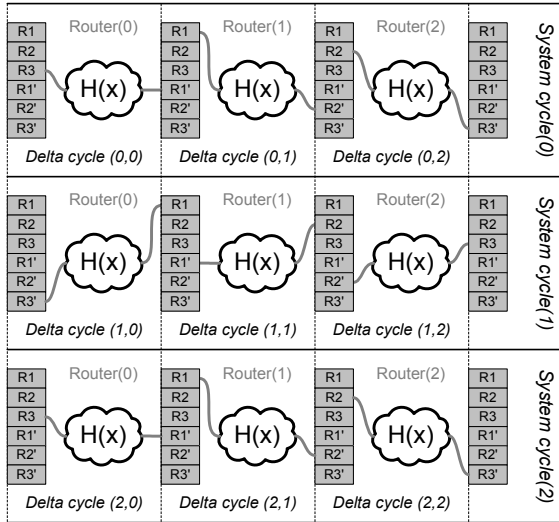 R1 Router(0) R1 Router(1) R1 Router(2) R1
R2 R2 R2 R2
R3 R3 R3 R3
R1' H(x) R1' H(x) R1' H(x) R1'
R2' R2' R2' R2'
R3' R3' R3' R3'
Delta cycle (0,0) Delta cycle (0,1) Delta cycle (0,2)
System cycle(0)
R1 Router(0) R1 Router(1) R1 Router(2) R1
R2 R2 R2 R2
R3 R3 R3 R3
R1' H(x) R1' H(x) R1' H(x) R1'
R2' R2' R2' R2'
R3' R3' R3' R3'
Delta cycle (1,0) Delta cycle (1,1) Delta cycle (1,2)
System cycle(1)
R1 Router(0) R1 Router(1) R1 Router(2) R1
R2 R2 R2 R2
R3 R3 R3 R3
R1' H(x) R1' H(x) R1' H(x) R1'
R2' R2' R2' R2'
R3' R3' R3' R3'
Delta cycle (2,0) Delta cycle (2,1) Delta cycle (2,2)
System cycle(2)